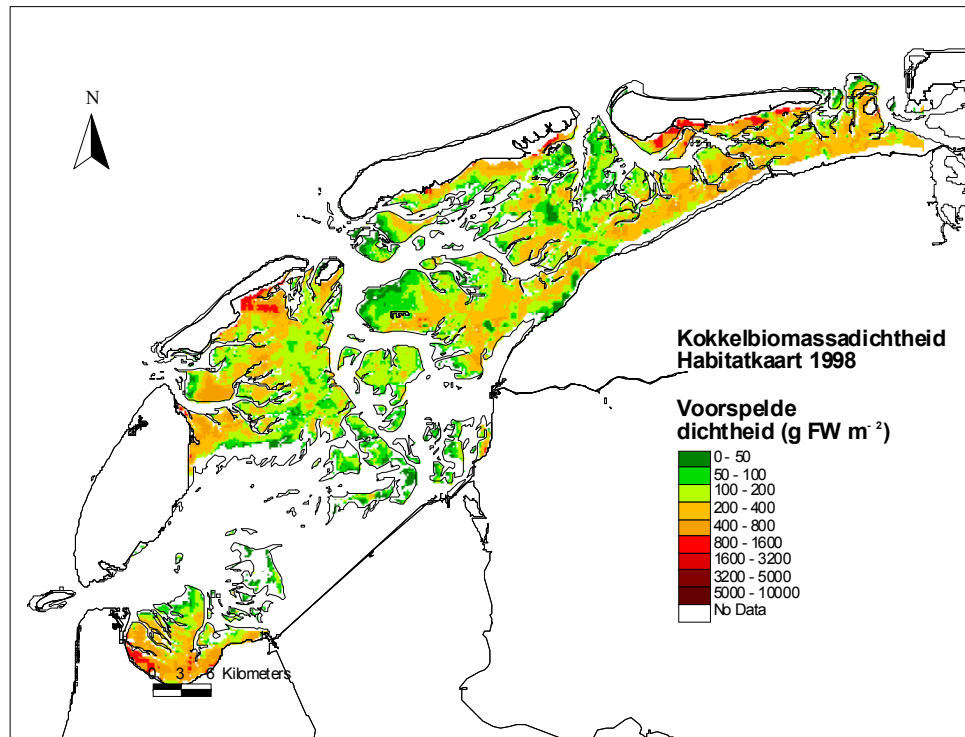 N
Kokkelbiomassadichtheid
Habitatkaart 1998
Voorspelde
dichtheid (g FW m⁻²)
0 - 50
50 - 100
100 - 200
200 - 400
400 - 800
800 - 1600
1600 - 3200
3200 - 5000
5000 - 10000
No Data
0 3 6 Kilometers